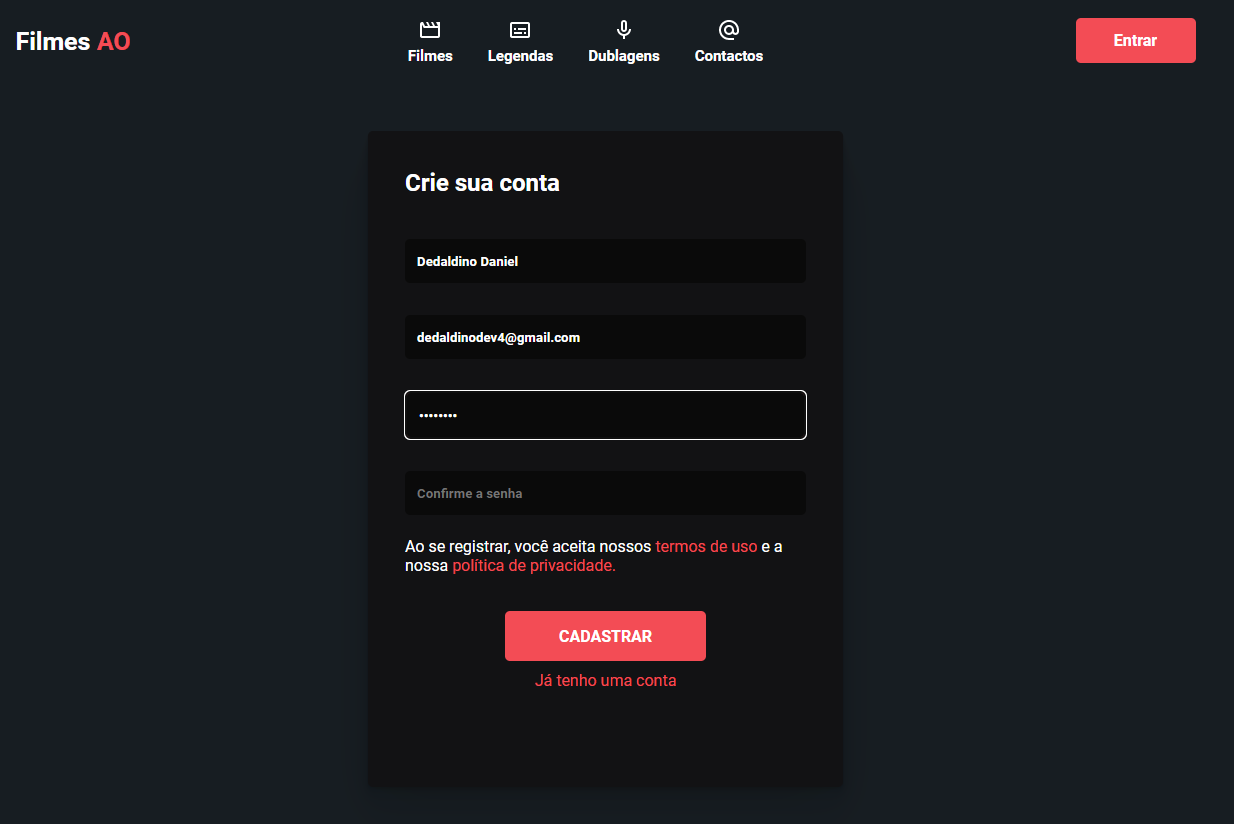 Filmes AO
Filmes
Legendas
Dublagens
Contactos
Entrar
Crie sua conta
Dedaldino Daniel
dedaldinodev4@gmail.com
••••••••
Confirme a senha
Ao se registrar, você aceita nossos termos de uso e a
nossa política de privacidade.
CADASTRAR
Já tenho uma conta